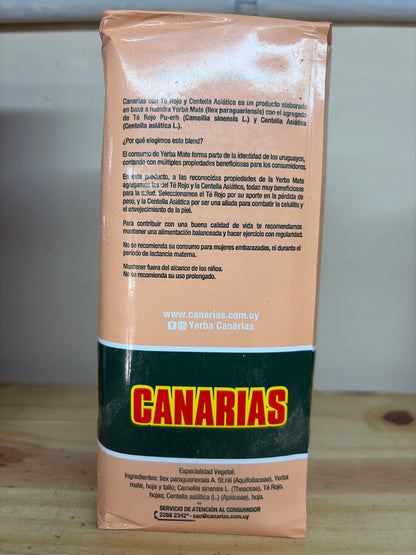 Canarias con Té Rojo y Centella Asiática es un producto elaborado
en base a nuestra Yerba Mate (Ilex paraguariensis) con el agregado
de Té Rojo Pu-erh (Camellia sinensis L.) y Centella Asiática
(Centella asiática L.).
¿Por qué elegimos este blend?
El consumo de Yerba Mate forma parte de la identidad de los uruguayos,
contando con múltiples propiedades beneficiosas para los consumidores.
En este producto, a las reconocidas propiedades de la Yerba Mate
agregamos las del Té Rojo y la Centella Asiática, todas muy beneficiosas
para la salud. Seleccionamos el Té Rojo por su aporte en la pérdida de
peso, y la Centella Asiática por ser una aliada para combatir la celulitis y
el envejecimiento de la piel.
Para contribuir con una buena calidad de vida te recomendamos
mantener una alimentación balanceada y hacer ejercicio con regularidad.
No se recomienda su consumo para mujeres embarazadas, ni durante el
período de lactancia materna.
Mantener fuera del alcance de los niños.
No se recomienda su uso prolongado.
www.canarias.com.uy
Yerba Canarias
CANARIAS
Especialidad Vegetal.
Ingredientes: Ilex paraguariensis A. St.Hil (Aquifoliaceae), Yerba
mate, hoja y tallo; Camellia sinensis L. (Theaceae), Té Rojo,
hojas; Centella asiática (L.) (Apiaceae), hoja.
SERVICIO DE ATENCIÓN AL CONSUMIDOR
2288 2342*- sac@canarias.com.uy